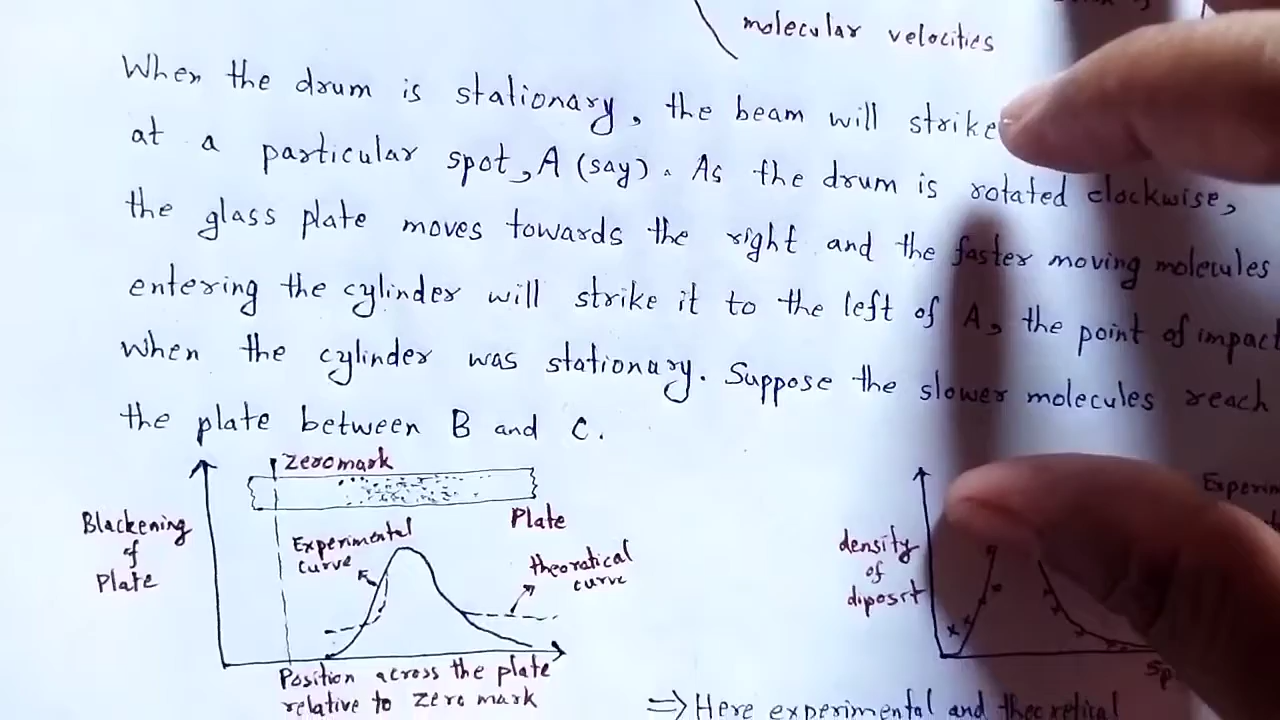 molecular velocities
When the drum is stationary, the beam will strike
at a particular spot, A (say). As the drum is rotated clockwise,
the glass plate moves towards the right and the faster moving molecules
entering the cylinder will strike it to the left of A, the point of impact
when the cylinder was stationary. Suppose the slower molecules reach
the plate between B and C.
Zeromark
Plate
Blackening
of
Plate
Experimental
curve
theoratical
curve
Position across the plate
relative to zero mark
density
of
diposit
⇒ Here experimental and theoretical